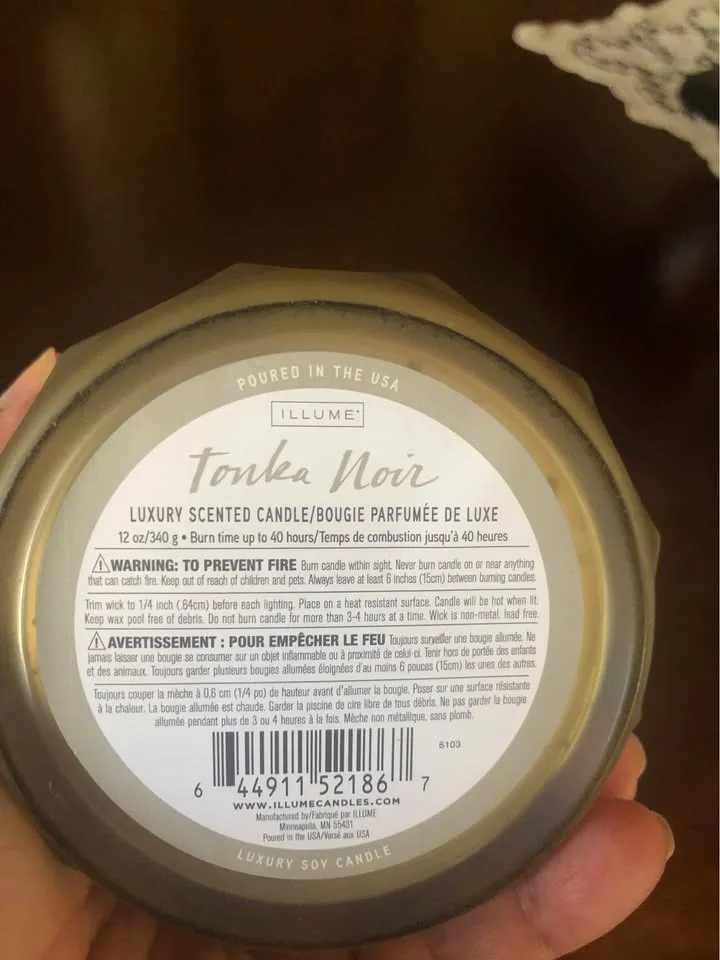 POURED IN THE USA
ILLUME®
Tonka Noir
LUXURY SCENTED CANDLE/BOUGIE PARFUMÉE DE LUXE
12 oz/340 g • Burn time up to 40 hours/Temps de combustion jusqu'à 40 heures
⚠WARNING: TO PREVENT FIRE Burn candle within sight. Never burn candle on or near anything
that can catch fire. Keep out of reach of children and pets. Always leave at least 6 inches (15cm) between burning candles.
Trim wick to 1/4 inch (.64cm) before each lighting. Place on a heat resistant surface. Candle will be hot when lit.
Keep wax pool free of debris. Do not burn candle for more than 3-4 hours at a time. Wick is non-metal, lead free.
⚠AVERTISSEMENT : POUR EMPÊCHER LE FEU Toujours surveiller une bougie allumée. Ne
jamais laisser une bougie se consumer sur un objet inflammable ou à proximité de celui-ci. Tenir hors de portée des enfants
et des animaux. Toujours garder plusieurs bougies allumées éloignées d'au moins 6 pouces (15cm) les unes des autres.
Toujours couper la mèche à 0,6 cm (1/4 po) de hauteur avant d'allumer la bougie. Poser sur une surface résistante
à la chaleur. La bougie allumée est chaude. Garder la piscine de cire libre de tous débris. Ne pas garder la bougie
allumée pendant plus de 3 ou 4 heures à la fois. Mèche non métallique, sans plomb.
6103
6 44911 52186 7
WWW.ILLUMECANDLES.COM
Manufactured by/Fabriqué par ILLUME
Minneapolis, MN 55431
Poured in the USA/Versé aux USA
LUXURY SOY CANDLE